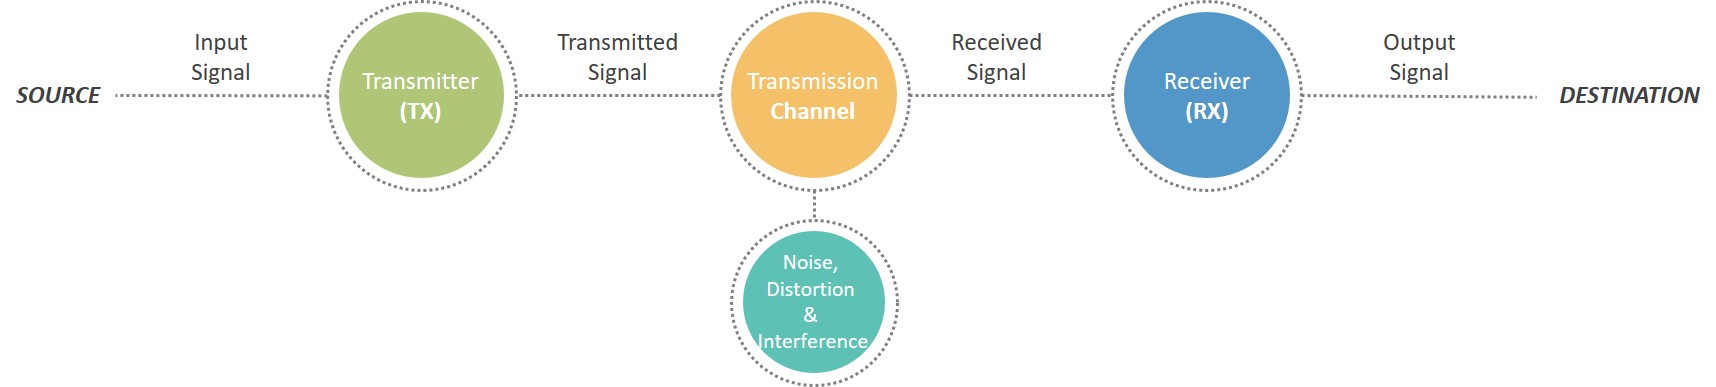 SOURCE
Input
Signal
Transmitter
(TX)
Transmitted
Signal
Transmission
Channel
Received
Signal
Receiver
(RX)
Output
Signal
DESTINATION
Noise,
Distortion
&
Interference